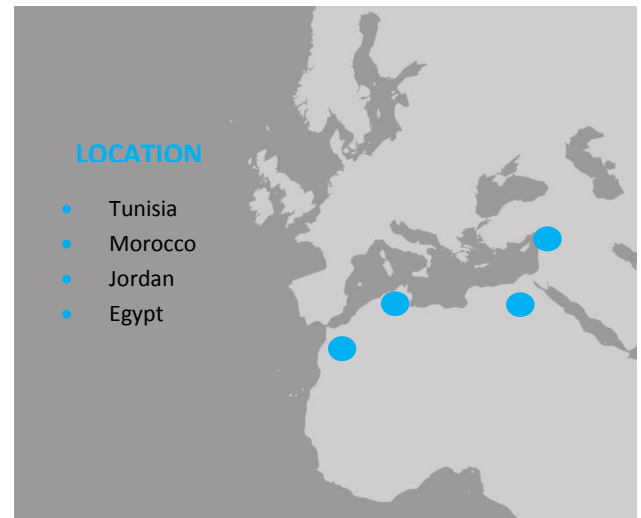 LOCATION
Tunisia
Morocco
Jordan
Egypt